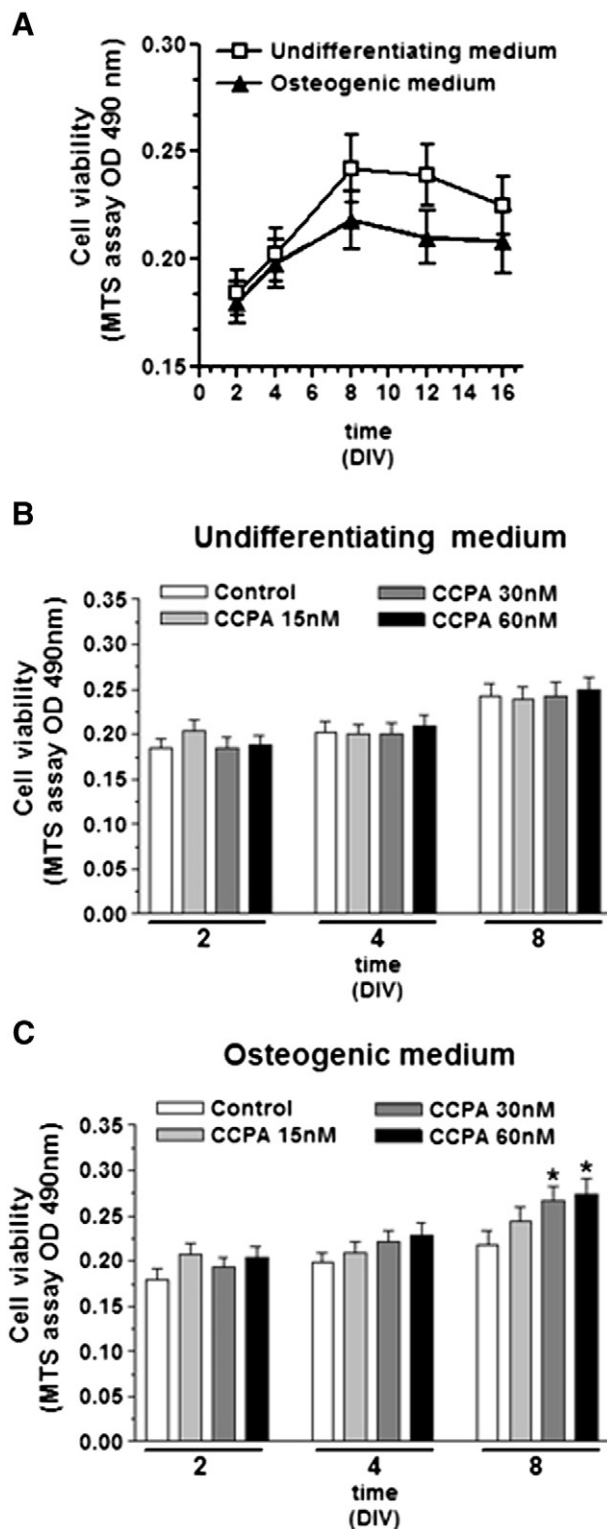 A
Cell viability
(MTS assay OD 490 nm)
0.30
0.25
0.20
0.15
Undifferentiating medium
Osteogenic medium
0 2 4 6 8 10 12 14 16
time
(DIV)
B
Undifferentiating medium
Control
CCPA 30nM
CCPA 15nM
CCPA 60nM
Cell viability
(MTS assay OD 490nm)
0.35
0.30
0.25
0.20
0.15
0.10
0.05
0.00
2 4 8
time
(DIV)
C
Osteogenic medium
Control
CCPA 30nM
CCPA 15nM
CCPA 60nM
Cell viability
(MTS assay OD 490nm)
0.35
0.30
0.25
0.20
0.15
0.10
0.05
0.00
* *
2 4 8
time
(DIV)